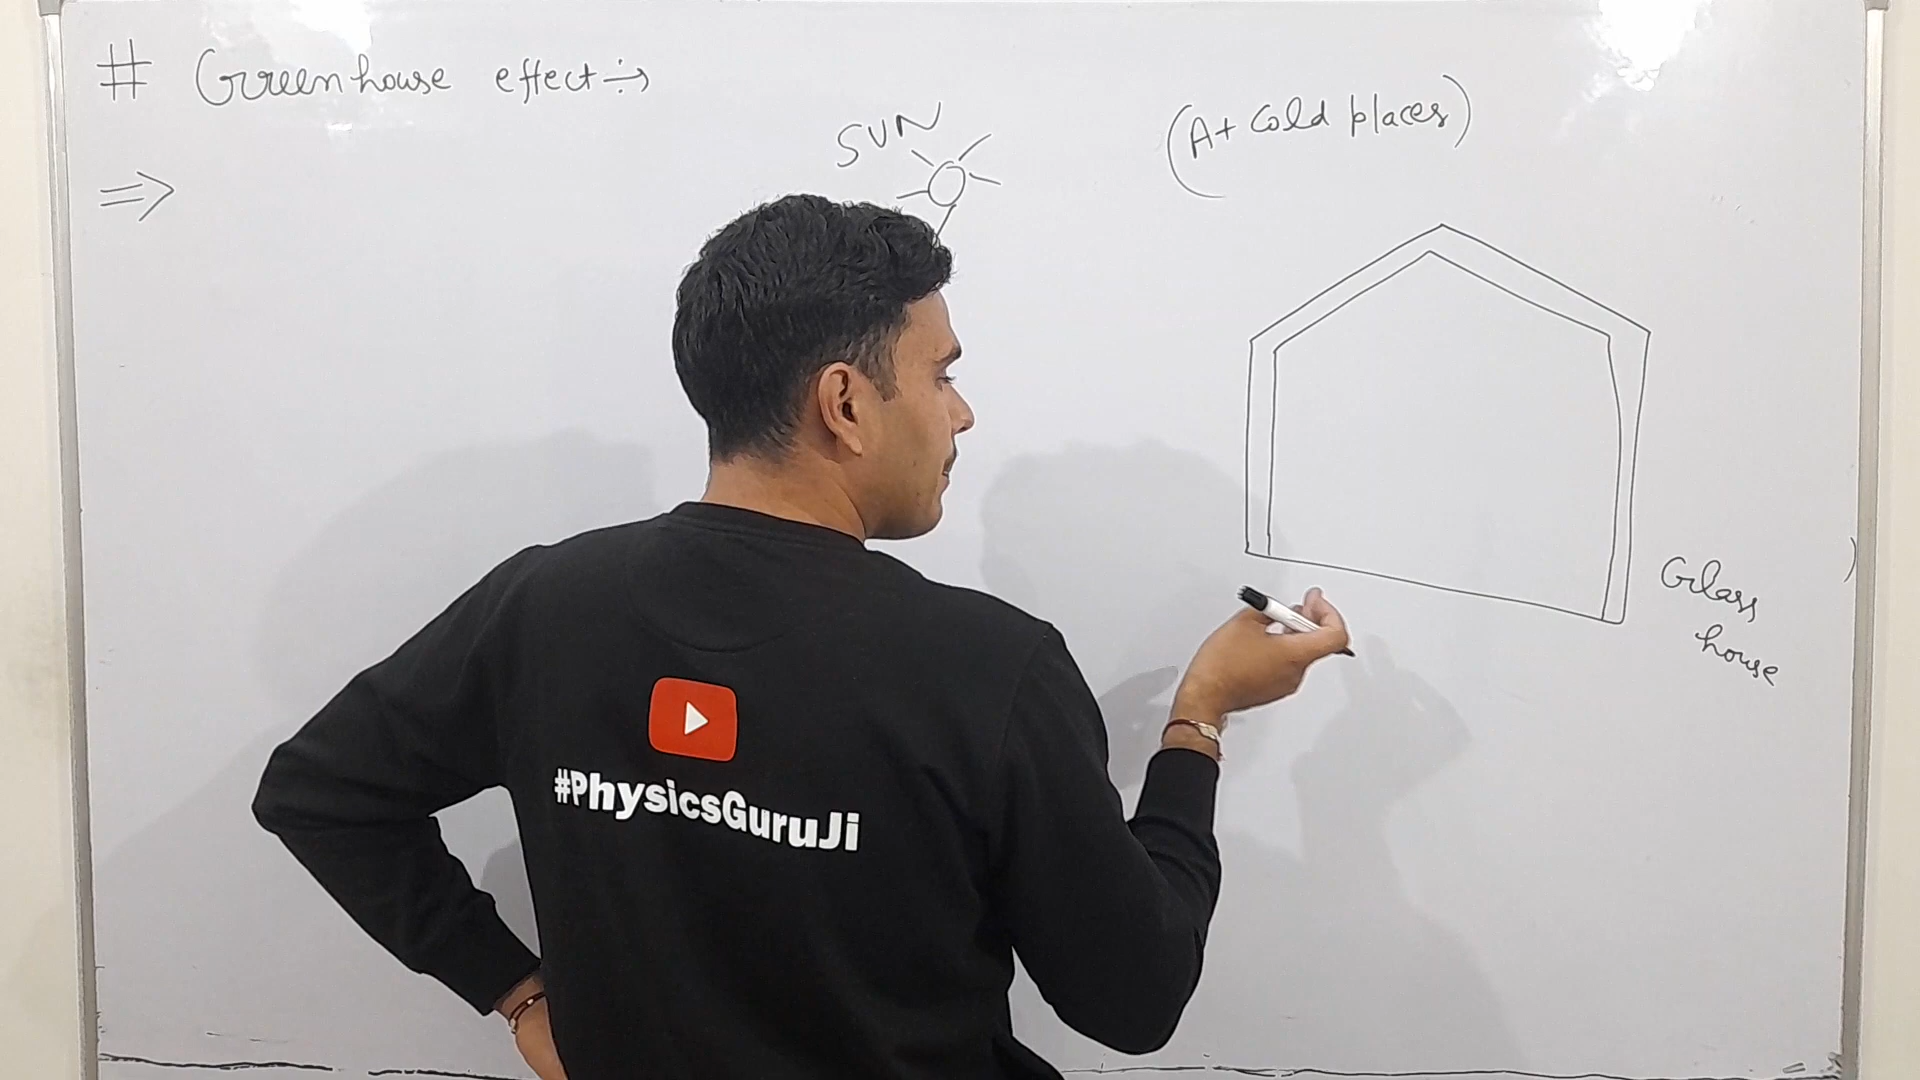 # Greenhouse effect ÷→
⇒
SUN
(At cold places)
Glass
house
#PhysicsGuruJi